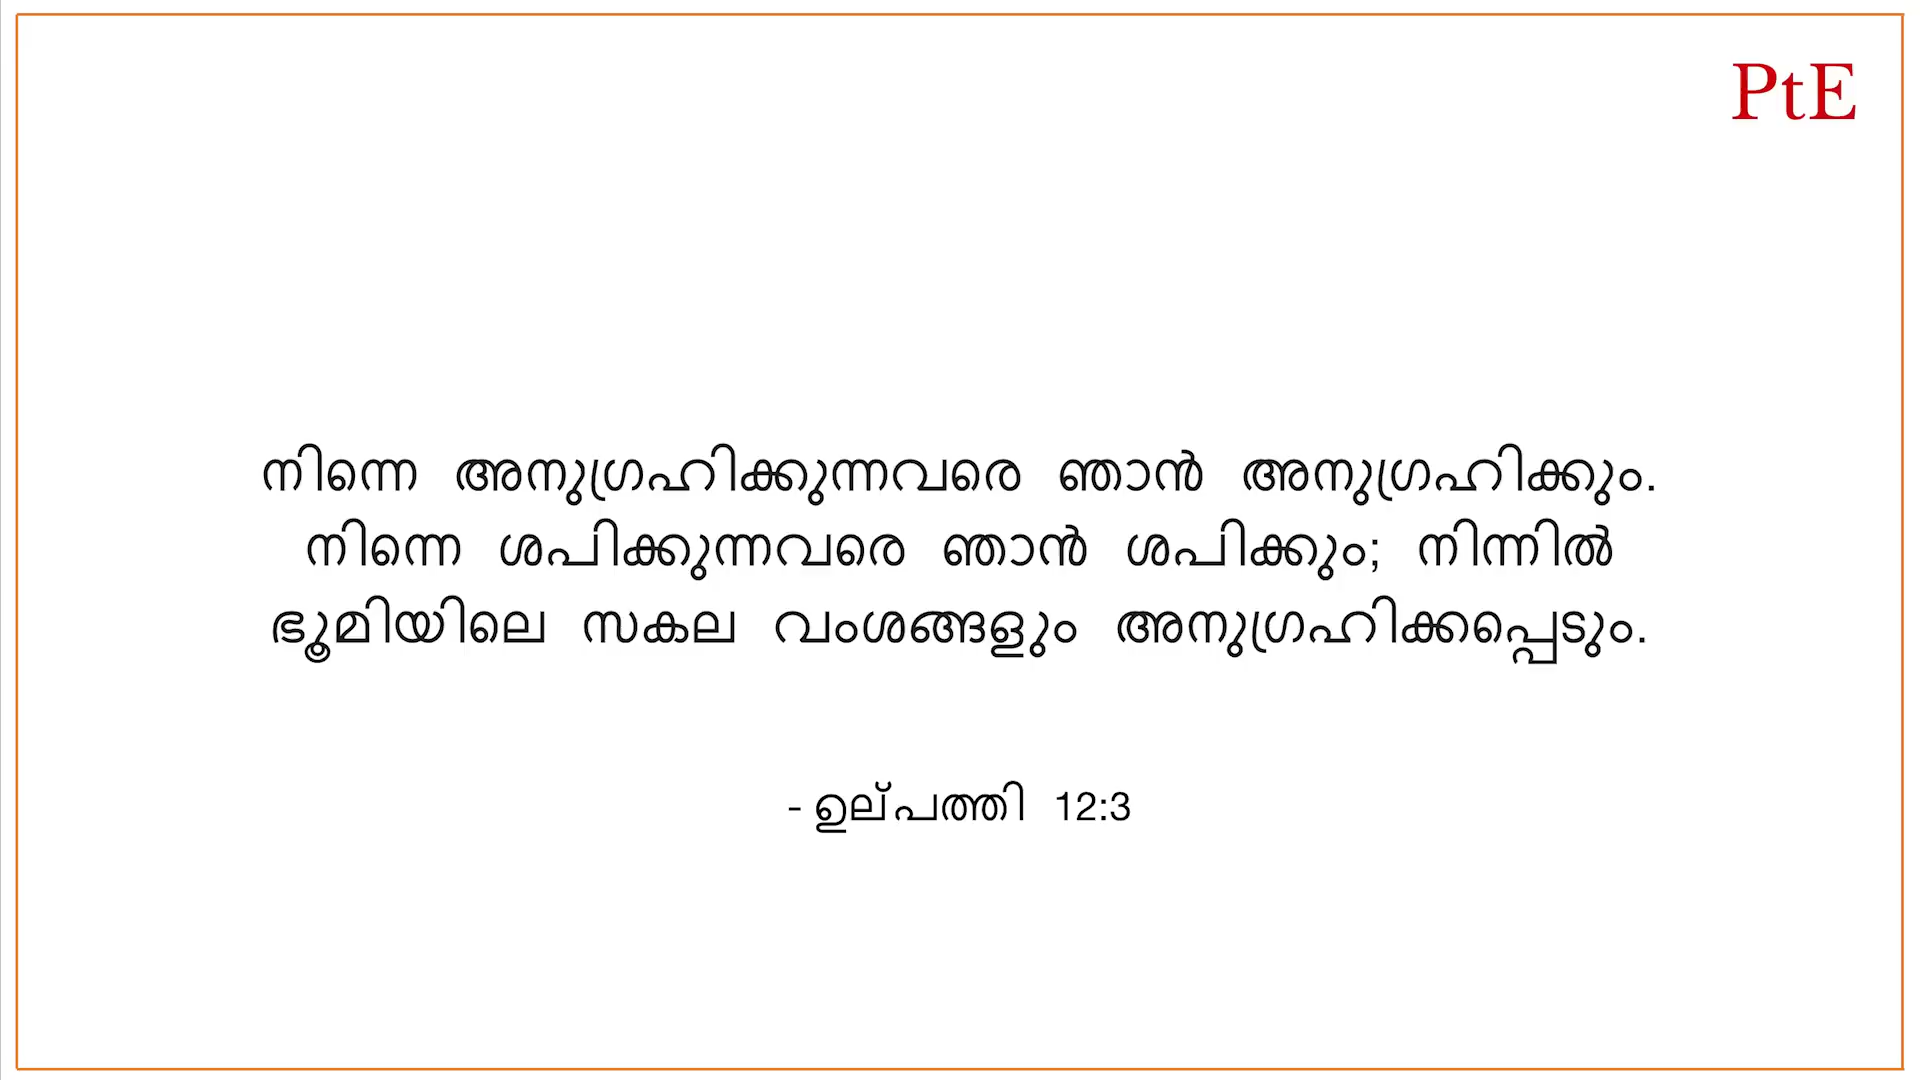 PtE
നിന്നെ അനുഗ്രഹിക്കുന്നവരെ ഞാൻ അനുഗ്രഹിക്കും.
നിന്നെ ശപിക്കുന്നവരെ ഞാൻ ശപിക്കും; നിന്നിൽ
ഭൂമിയിലെ സകല വംശങ്ങളും അനുഗ്രഹിക്കപ്പെടും.
- ഉല്പത്തി 12:3